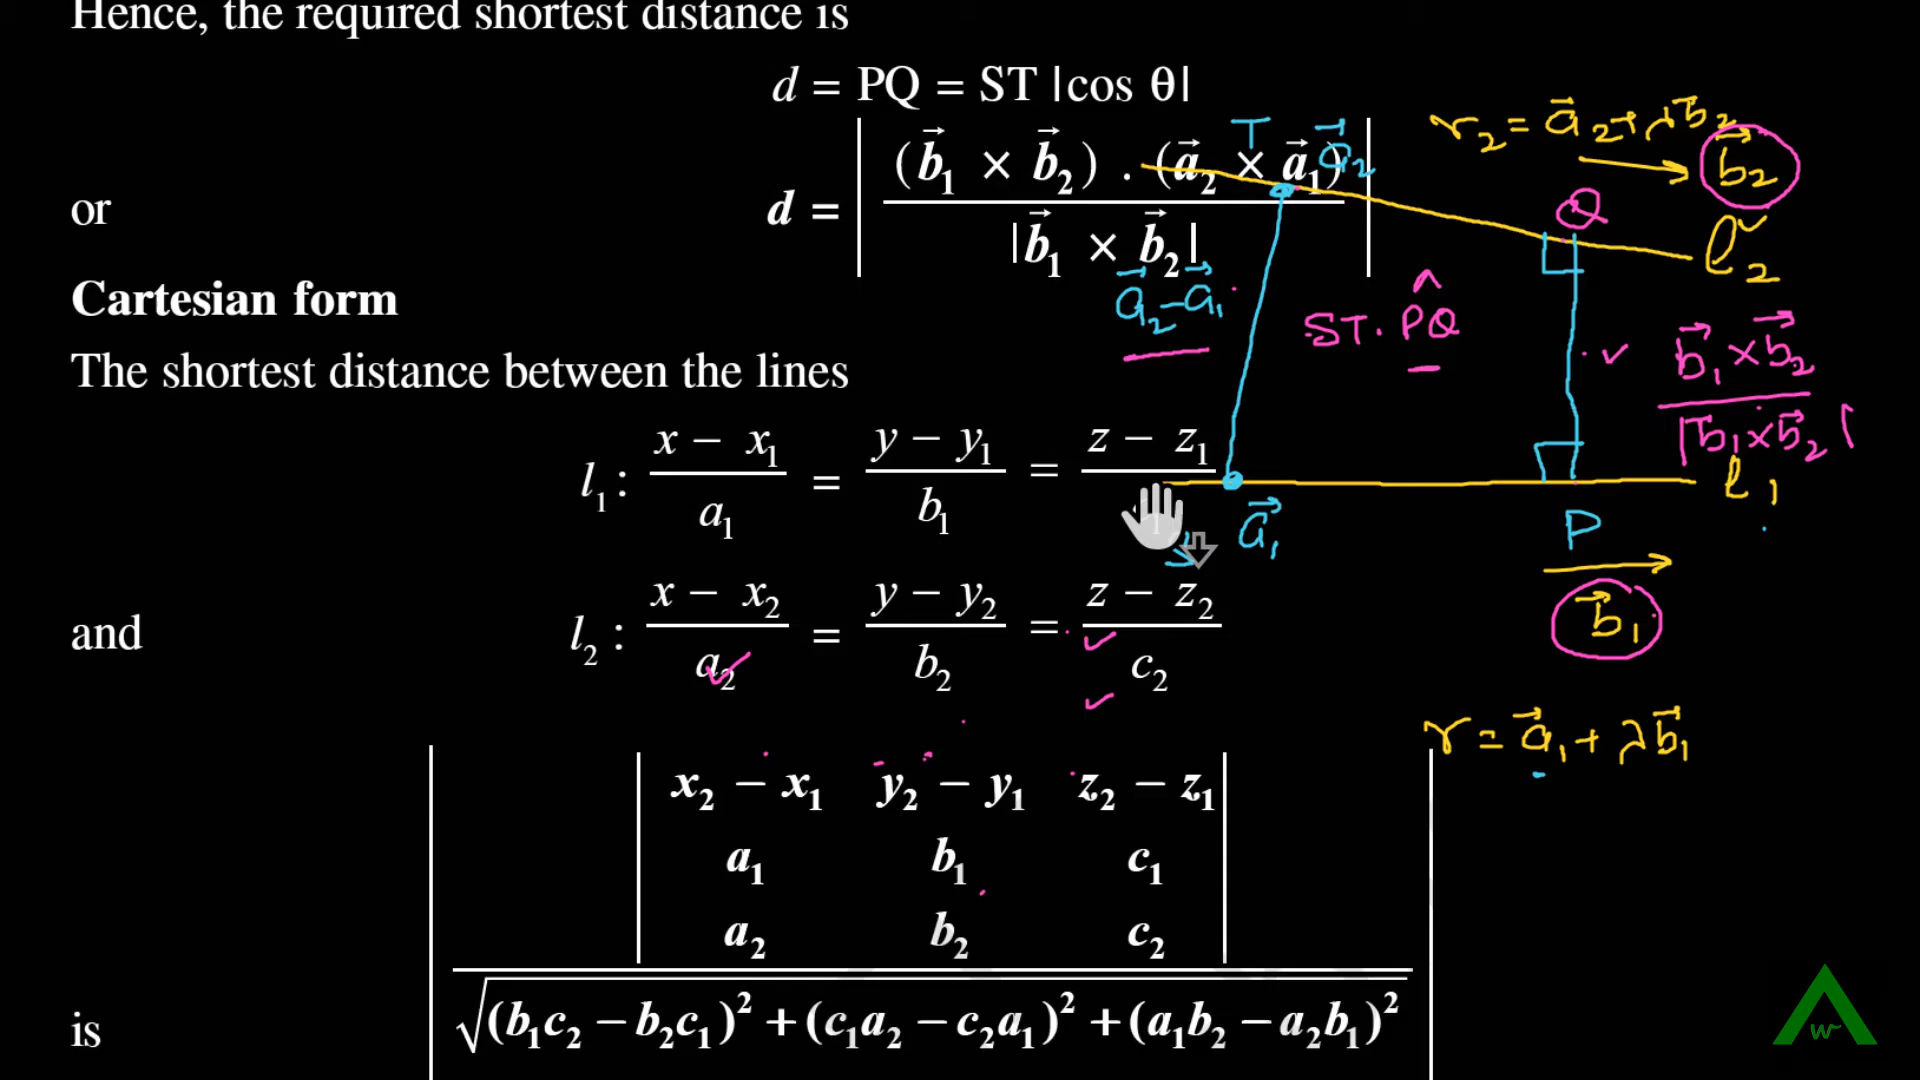 Hence, the required shortest distance is
d = PQ = ST |cos θ|
or d = | (b⃗₁ × b⃗₂) . (a⃗₂ × a⃗₁) / |b⃗₁ × b⃗₂| |
T a⃗₂
r₂ = a⃗₂ + λb⃗₂
b⃗₂
Q
l₂
a⃗₂ − a⃗₁
ST . PQ^
b⃗₁ × b⃗₂ / |b⃗₁ × b⃗₂|
Cartesian form
The shortest distance between the lines
l₁ : x − x₁ / a₁ = y − y₁ / b₁ = z − z₁
l₁
a⃗₁
P
b⃗₁
and l₂ : x − x₂ / a₂ = y − y₂ / b₂ = z − z₂ / c₂
r = a⃗₁ + λb⃗₁
x₂ − x₁ y₂ − y₁ z₂ − z₁
a₁ b₁ c₁
a₂ b₂ c₂
is √(b₁c₂ − b₂c₁)² + (c₁a₂ − c₂a₁)² + (a₁b₂ − a₂b₁)²
w